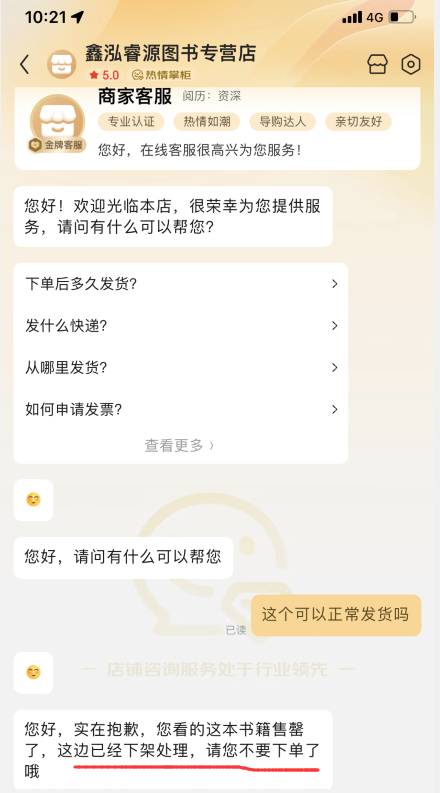 10:21
4G
鑫泓睿源图书专营店
5.0 热情掌柜
商家客服 阅历：资深
专业认证 热情如潮 导购达人 亲切友好
金牌客服
您好，在线客服很高兴为您服务！
您好！欢迎光临本店，很荣幸为您提供服
务，请问有什么可以帮您？
下单后多久发货？
发什么快递？
从哪里发货？
如何申请发票？
查看更多
您好，请问有什么可以帮您
这个可以正常发货吗
已读
店铺咨询服务处于行业领先
您好，实在抱歉，您看的这本书籍售罄
了，这边已经下架处理，请您不要下单了
哦